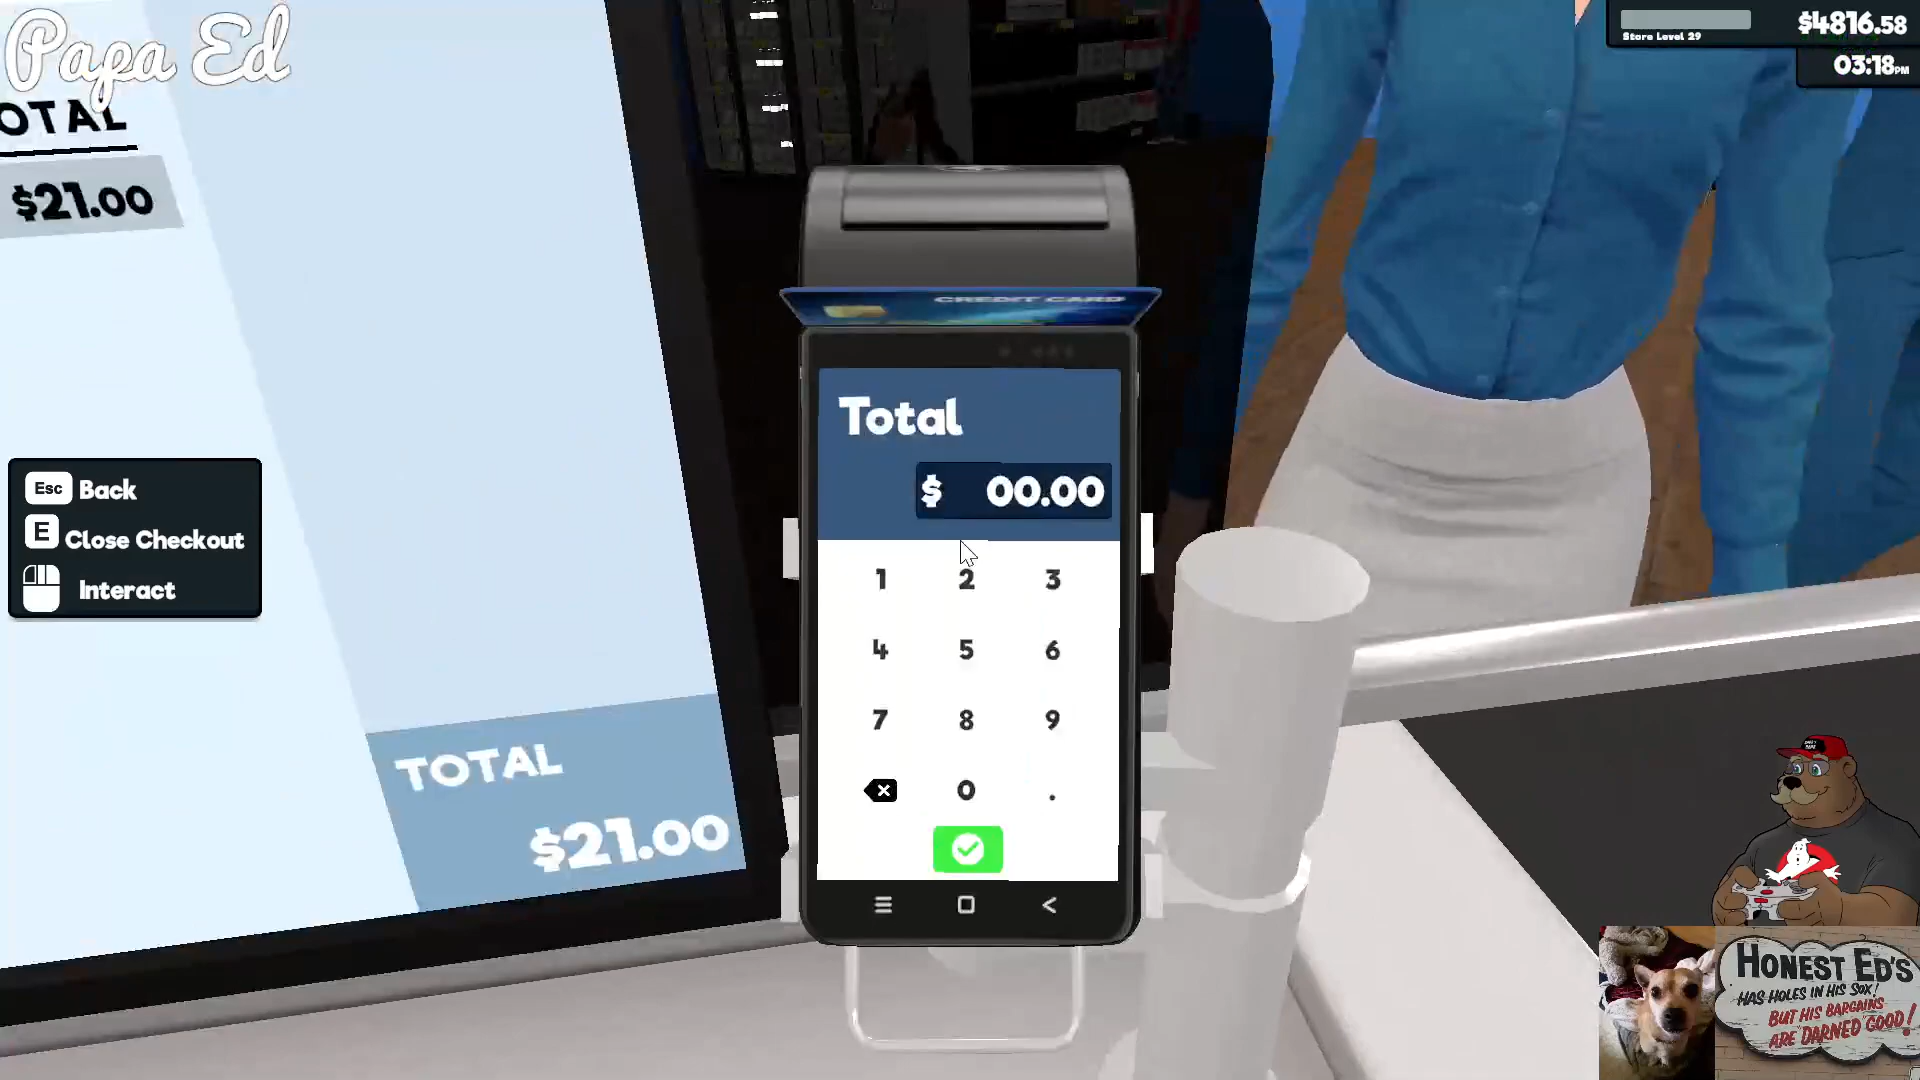 Papa Ed
OTAL
$21.00
Esc Back
E Close Checkout
Interact
TOTAL
$21.00
CREDIT CARD
Total
$ 00.00
1 2 3
4 5 6
7 8 9
0 .
Store Level 29
$4816.58
03:18PM
HONEST ED'S
HAS HOLES IN HIS SOX!
BUT HIS BARGAINS
ARE DARNED GOOD!